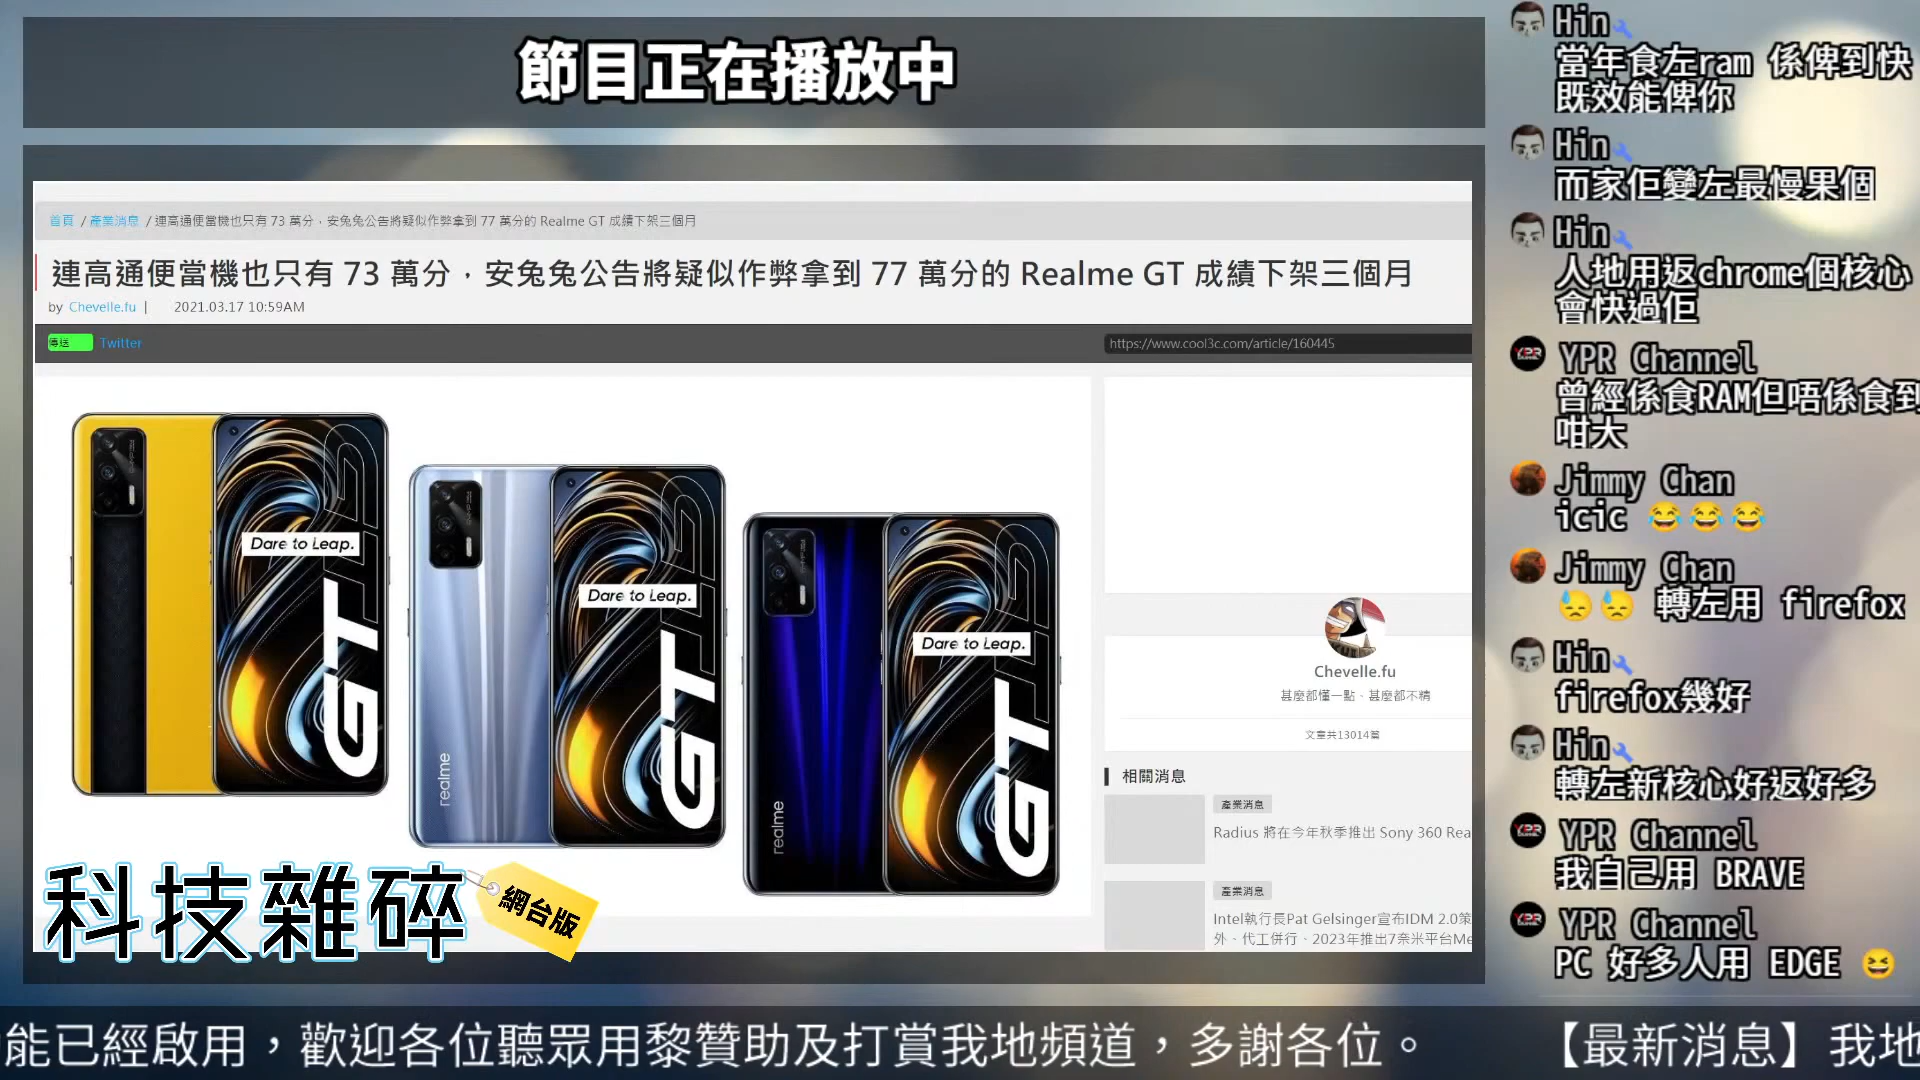 節目正在播放中
首頁 / 產業消息 / 連高通便當機也只有 73 萬分，安兔兔公告將疑似作弊拿到 77 萬分的 Realme GT 成績下架三個月
連高通便當機也只有 73 萬分，安兔兔公告將疑似作弊拿到 77 萬分的 Realme GT 成績下架三個月
by Chevelle.fu | 2021.03.17 10:59AM
傳送 Twitter
https://www.cool3c.com/article/160445
Dare to Leap.
GT
Dare to Leap.
GT
realme
Dare to Leap.
GT
realme
Chevelle.fu
甚麼都懂一點、甚麼都不精
文章共13014篇
相關消息
產業消息
Radius 將在今年秋季推出 Sony 360 Rea
產業消息
Intel執行長Pat Gelsinger宣布IDM 2.0策
外、代工併行、2023年推出7奈米平台Me
科技雜碎
網台版
Hin
當年食左ram 係俾到快
既效能俾你
Hin
而家佢變左最慢果個
Hin
人地用返chrome個核心
會快過佢
YPR Channel
曾經係食RAM但唔係食到
咁大
Jimmy Chan
icic 😂😂😂
Jimmy Chan
😓😓 轉左用 firefox
Hin
firefox幾好
Hin
轉左新核心好返好多
YPR Channel
我自己用 BRAVE
YPR Channel
PC 好多人用 EDGE 😆
能已經啟用，歡迎各位聽眾用黎贊助及打賞我地頻道，多謝各位。 【最新消息】我地